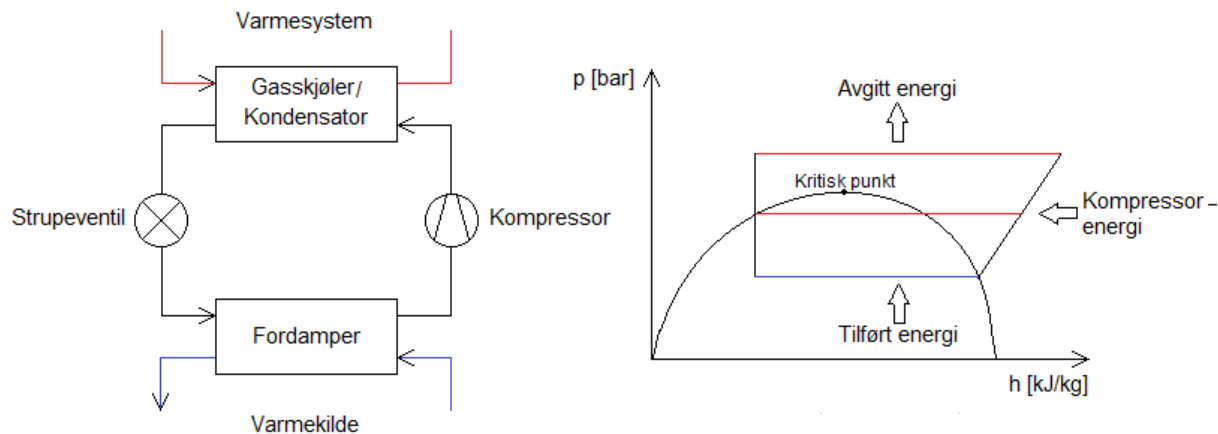 Varmesystem
Gasskjøler/
Kondensator
Strupeventil
Kompressor
Fordamper
Varmekilde
p [bar]
Avgitt energi
Kritisk punkt
Kompressor–
energi
Tilført energi
h [kJ/kg]